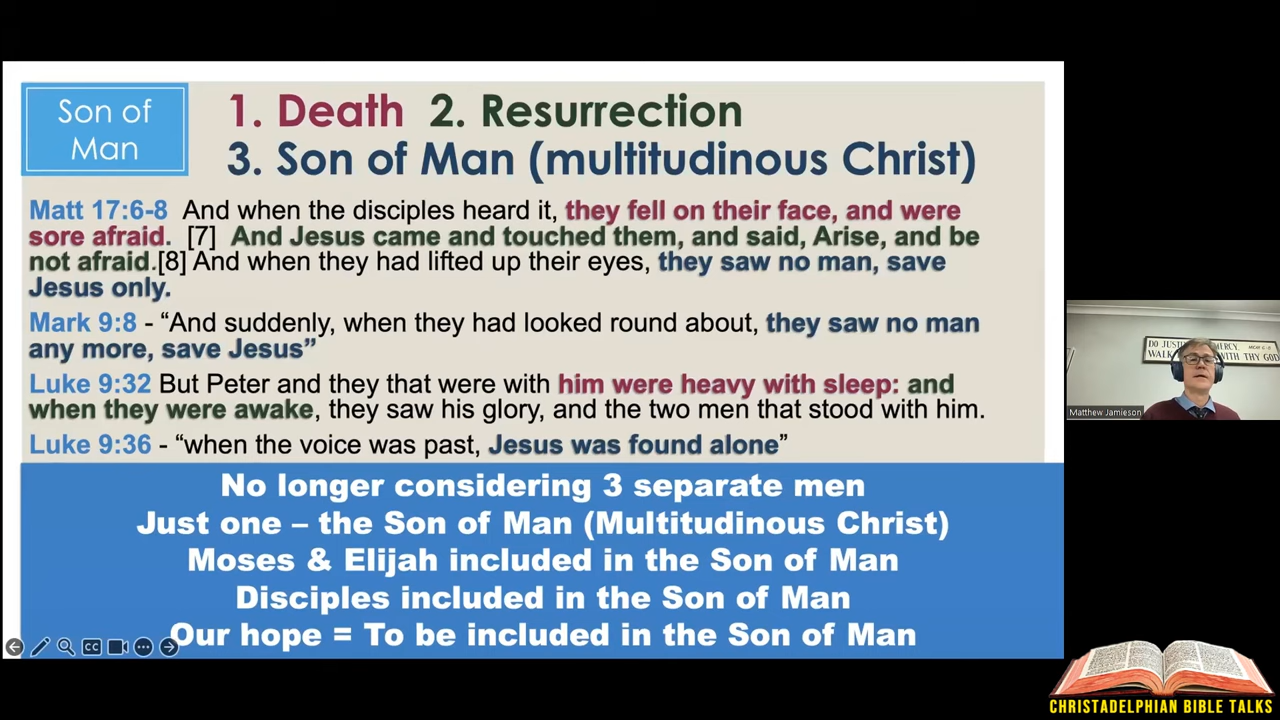 Son of
Man
1. Death 2. Resurrection
3. Son of Man (multitudinous Christ)
Matt 17:6-8 And when the disciples heard it, they fell on their face, and were
sore afraid. [7] And Jesus came and touched them, and said, Arise, and be
not afraid.[8] And when they had lifted up their eyes, they saw no man, save
Jesus only.
Mark 9:8 - “And suddenly, when they had looked round about, they saw no man
any more, save Jesus”
Luke 9:32 But Peter and they that were with him were heavy with sleep: and
when they were awake, they saw his glory, and the two men that stood with him.
Luke 9:36 - “when the voice was past, Jesus was found alone”
No longer considering 3 separate men
Just one – the Son of Man (Multitudinous Christ)
Moses & Elijah included in the Son of Man
Disciples included in the Son of Man
Our hope = To be included in the Son of Man
CC
DO JUST MERCY.
WALK WITH THY GOD
Matthew Jamieson
CHRISTADELPHIAN BIBLE TALKS